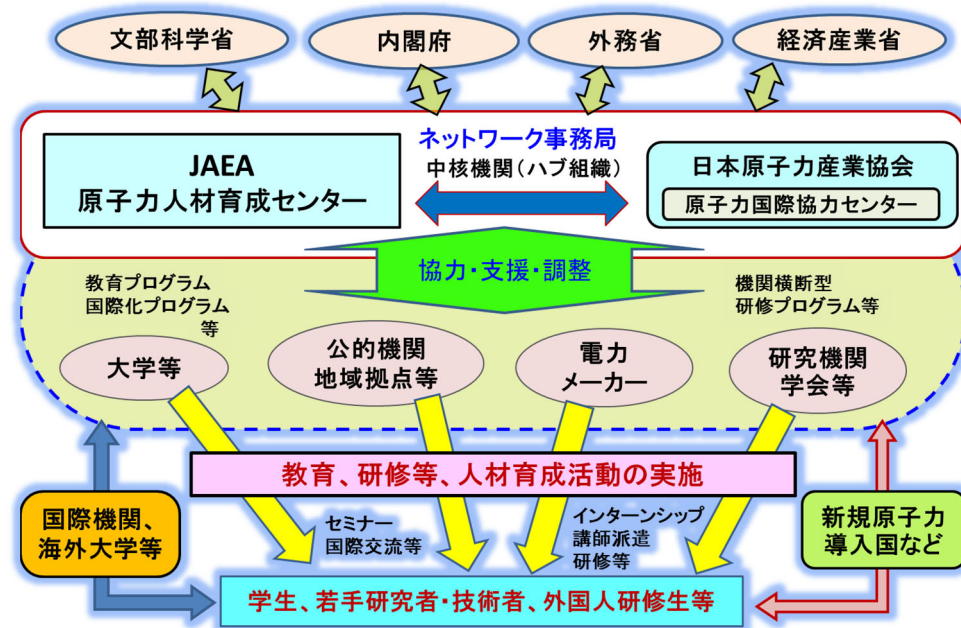 文部科学省
内閣府
外務省
経済産業省
ネットワーク事務局
中核機関(ハブ組織)
JAEA
原子力人材育成センター
日本原子力産業協会
原子力国際協力センター
協力・支援・調整
教育プログラム
国際化プログラム
等
機関横断型
研修プログラム等
大学等
公的機関
地域拠点等
電力
メーカー
研究機関
学会等
教育、研修等、人材育成活動の実施
国際機関、
海外大学等
セミナー
国際交流等
インターンシップ
講師派遣
研修等
新規原子力
導入国など
学生、若手研究者・技術者、外国人研修生等